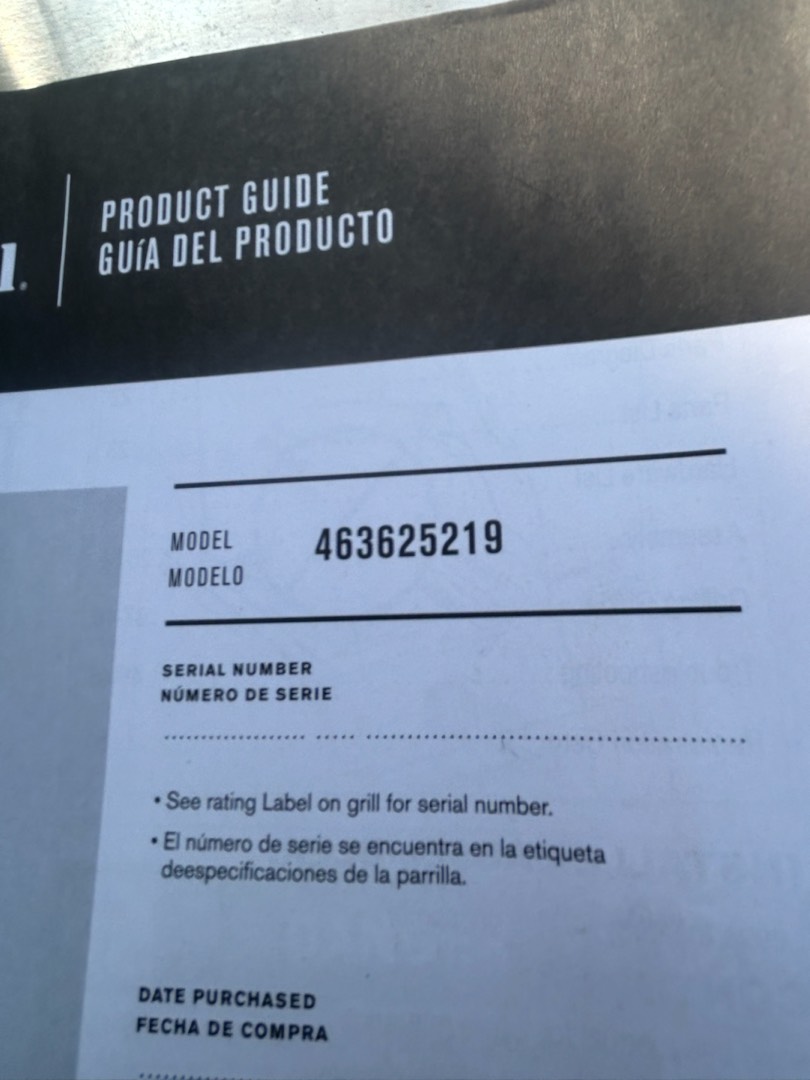 l.
PRODUCT GUIDE
GUíA DEL PRODUCTO
MODEL 463625219
MODELO
SERIAL NUMBER
NÚMERO DE SERIE
• See rating Label on grill for serial number.
• El número de serie se encuentra en la etiqueta
deespecificaciones de la parrilla.
DATE PURCHASED
FECHA DE COMPRA